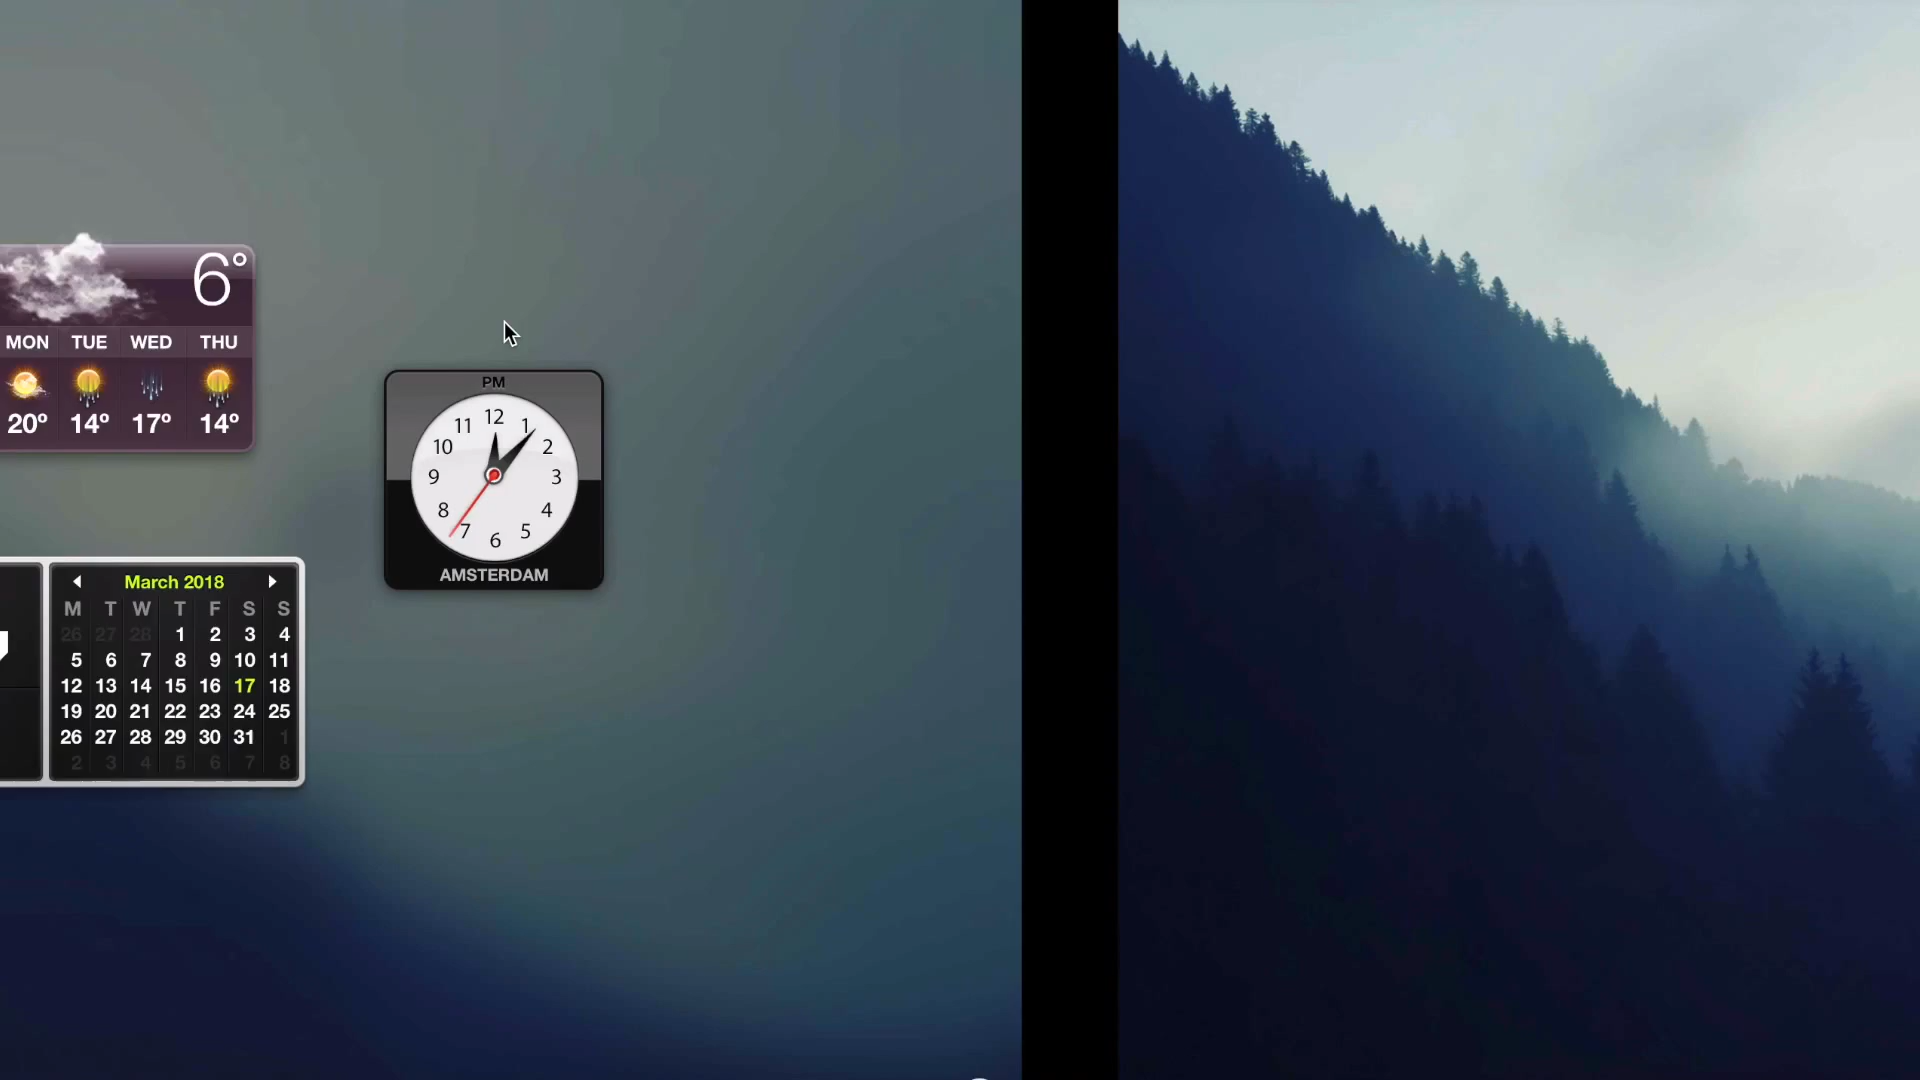 6°
MON TUE WED THU
20° 14° 17° 14°
PM
12
11 1
10 2
9 3
8 4
7 5
6
AMSTERDAM
March 2018
M T W T F S S
26 27 28 1 2 3 4
5 6 7 8 9 10 11
12 13 14 15 16 17 18
19 20 21 22 23 24 25
26 27 28 29 30 31 1
2 3 4 5 6 7 8